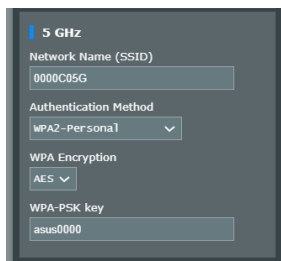 5 GHz
Network Name (SSID)
0000C05G
Authentication Method
WPA2-Personal
WPA Encryption
AES
WPA-PSK key
asus0000